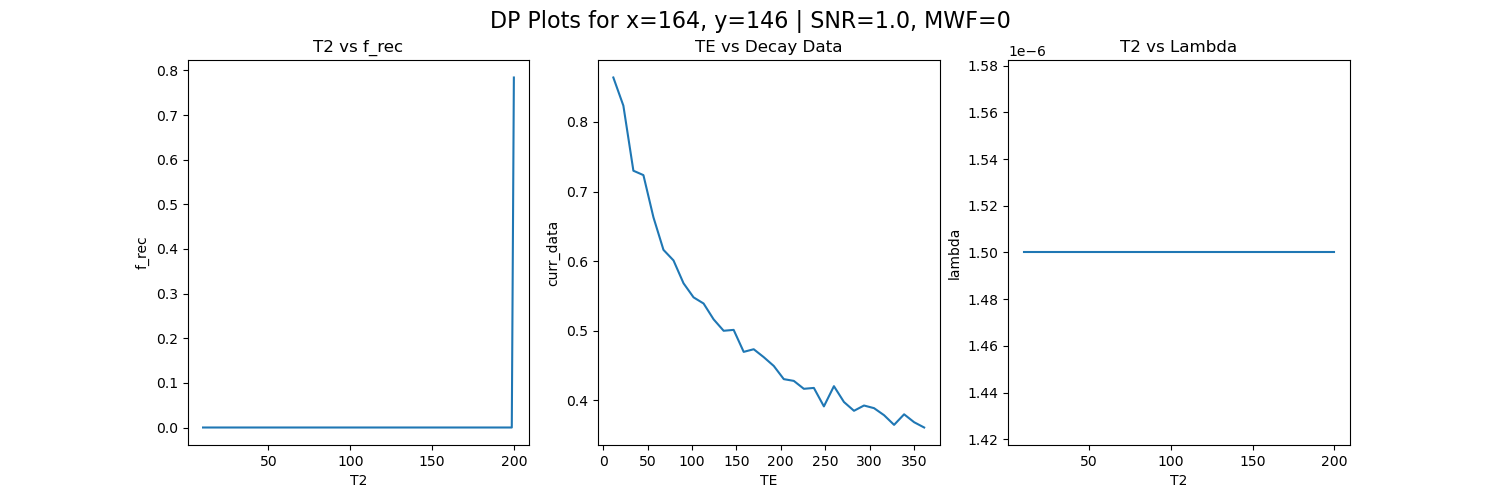 DP Plots for x=164, y=146 | SNR=1.0, MWF=0
T2 vs f_rec
f_rec
0.8
0.7
0.6
0.5
0.4
0.3
0.2
0.1
0.0
50 100 150 200
T2
TE vs Decay Data
curr_data
0.8
0.7
0.6
0.5
0.4
0 50 100 150 200 250 300 350
TE
T2 vs Lambda
1e−6
lambda
1.58
1.56
1.54
1.52
1.50
1.48
1.46
1.44
1.42
50 100 150 200
T2